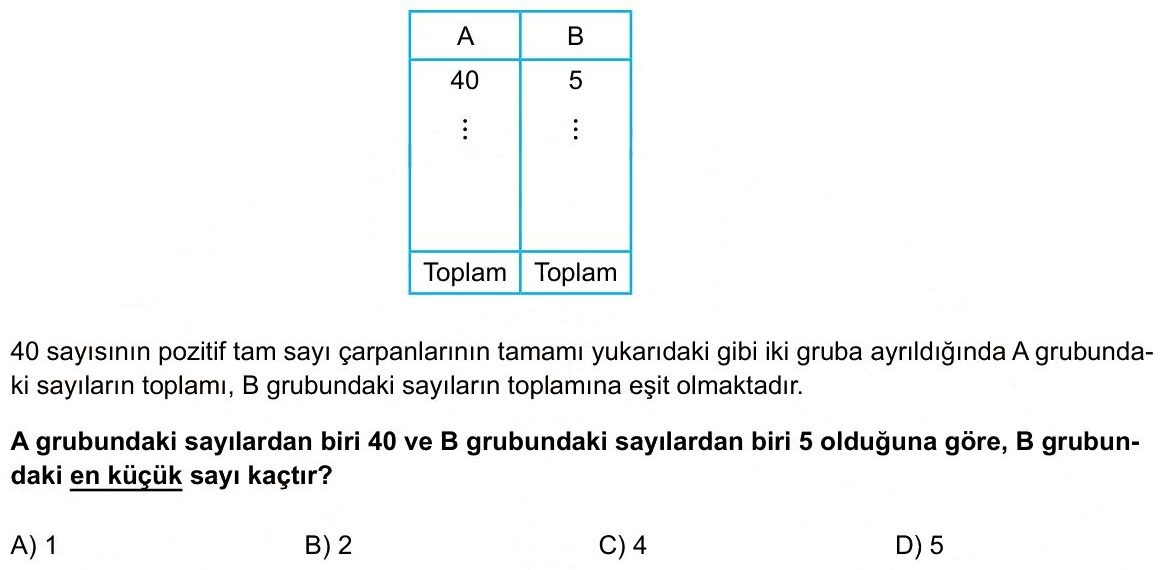 A B
40 5
⋮ ⋮
Toplam Toplam
40 sayısının pozitif tam sayı çarpanlarının tamamı yukarıdaki gibi iki gruba ayrıldığında A grubunda-
ki sayıların toplamı, B grubundaki sayıların toplamına eşit olmaktadır.
A grubundaki sayılardan biri 40 ve B grubundaki sayılardan biri 5 olduğuna göre, B grubun-
daki en küçük sayı kaçtır?
A) 1 B) 2 C) 4 D) 5